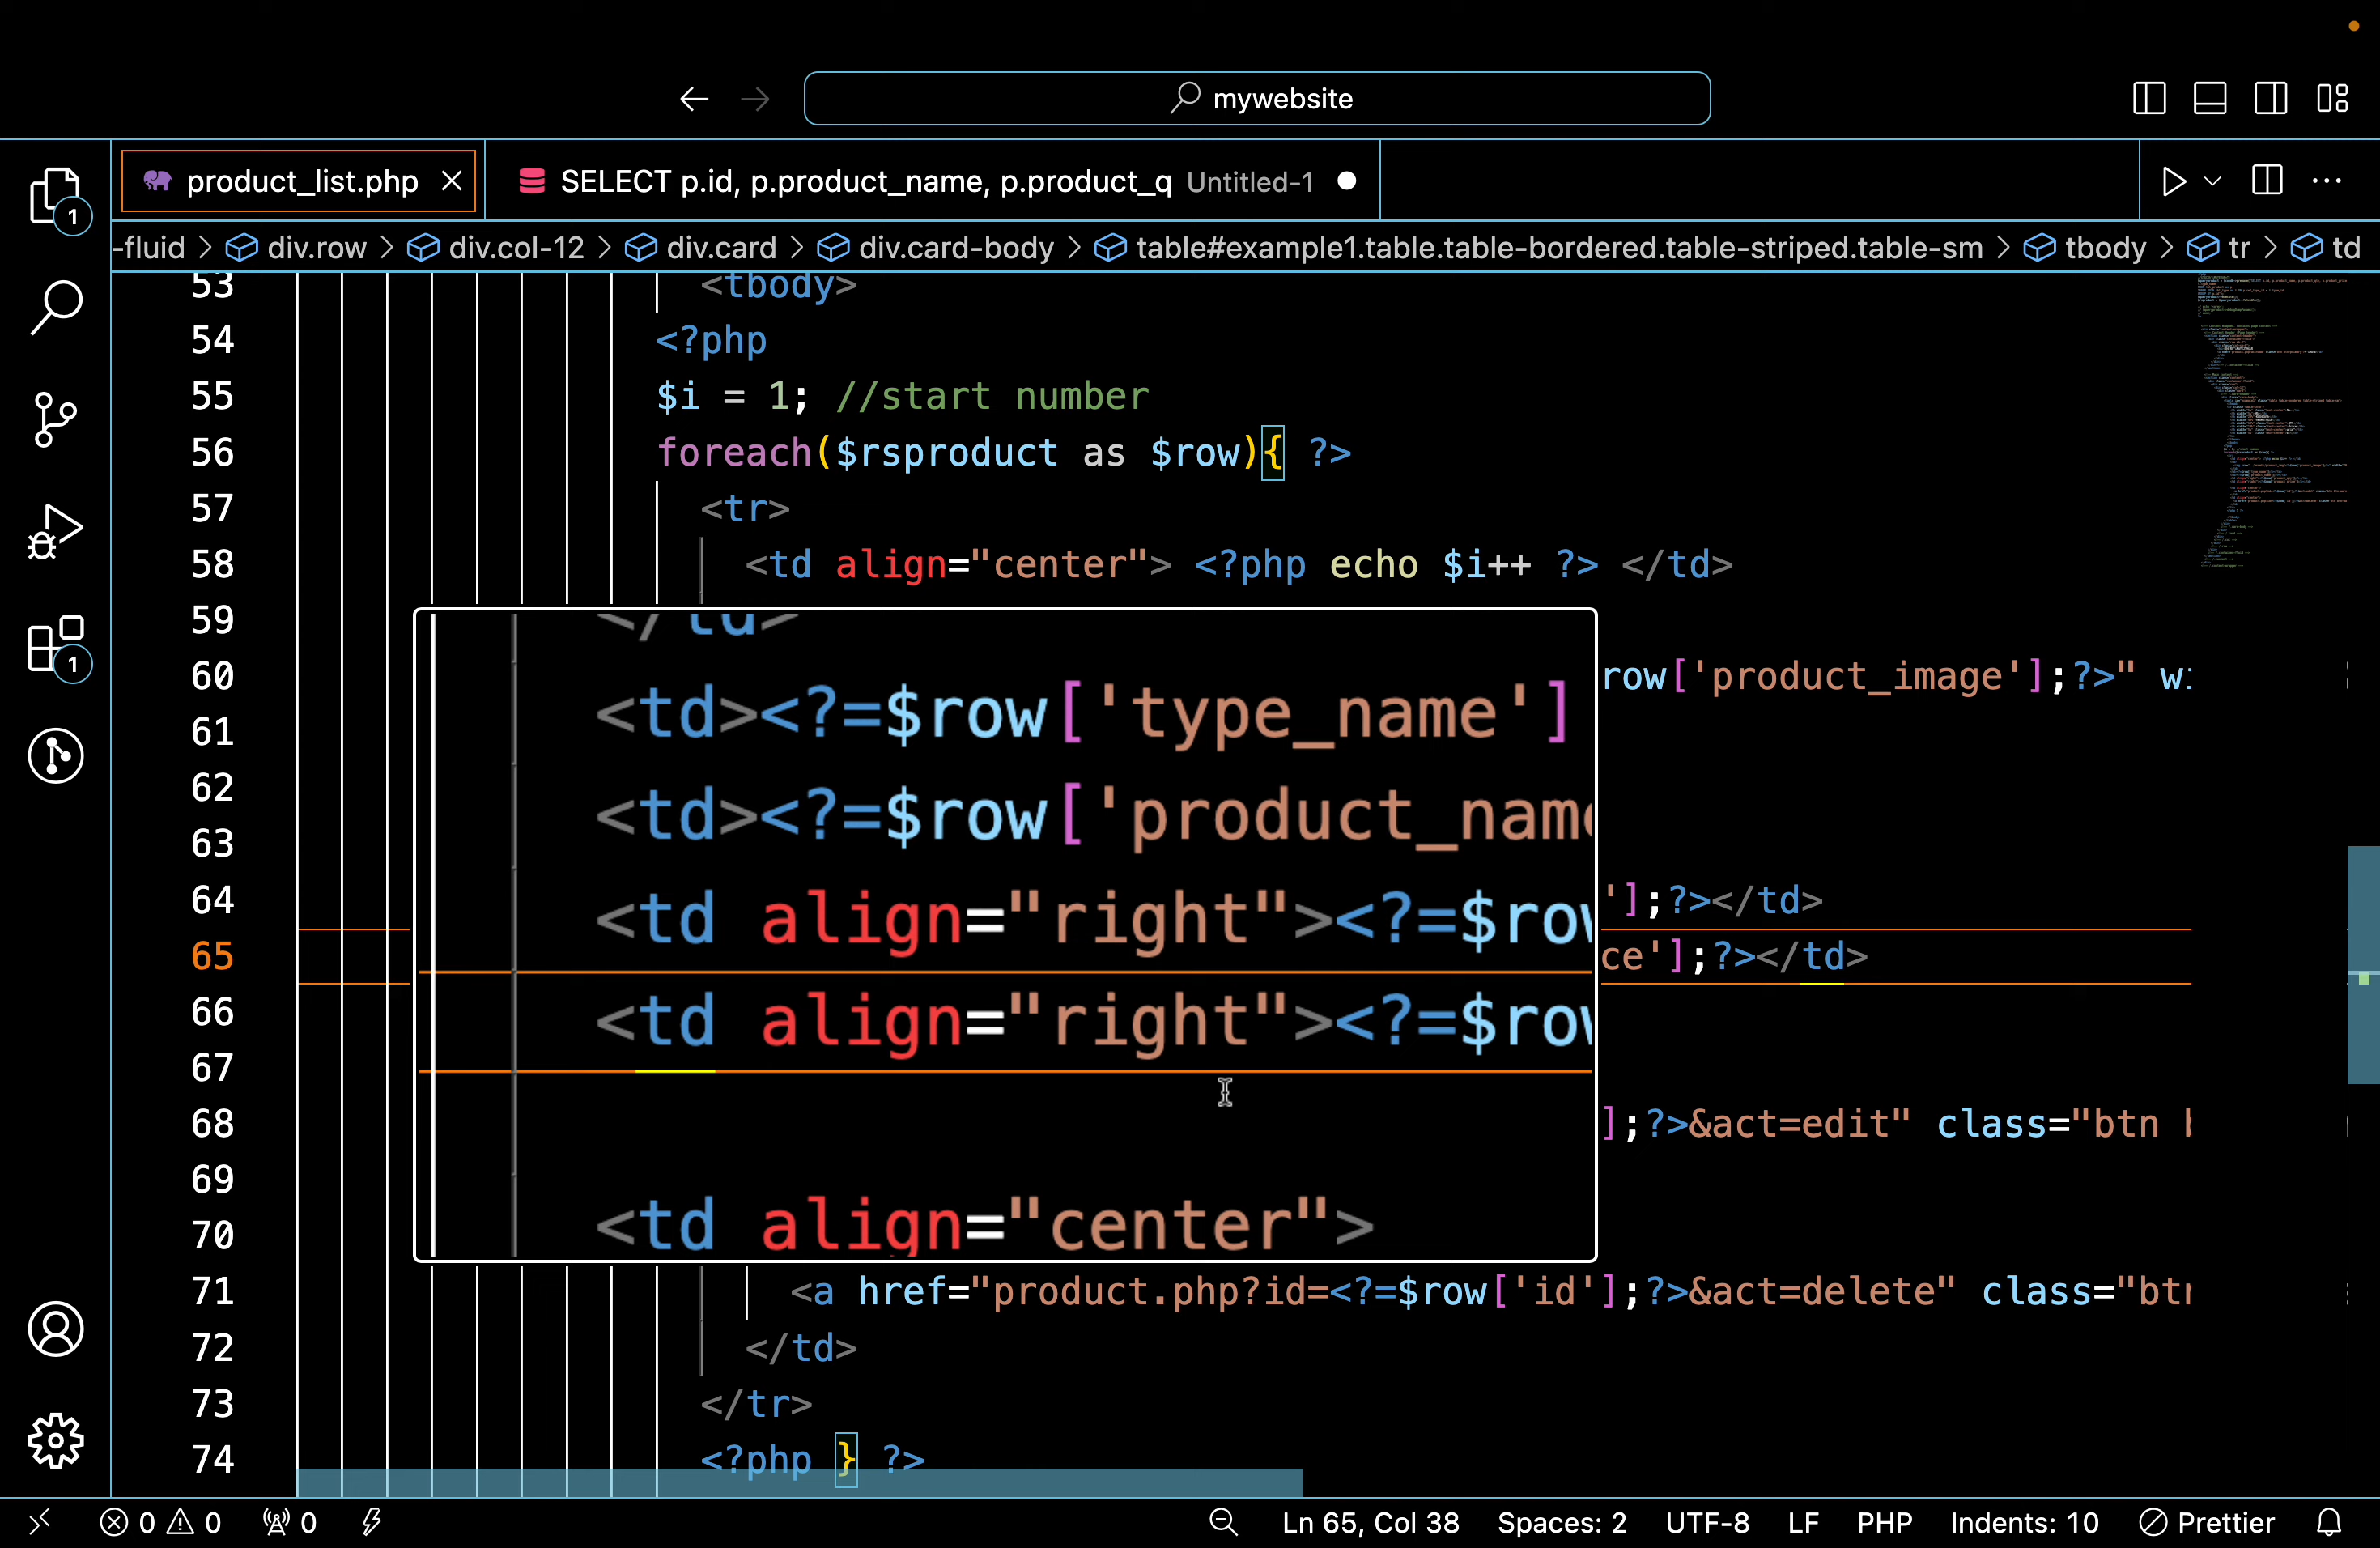 mywebsite
product_list.php
SELECT p.id, p.product_name, p.product_q Untitled-1
-fluid > div.row > div.col-12 > div.card > div.card-body > table#example1.table.table-bordered.table-striped.table-sm > tbody > tr > td
53 <tbody>
54 <?php
55 $i = 1; //start number
56 foreach($rsproduct as $row){ ?>
57 <tr>
58 <td align="center"> <?php echo $i++ ?> </td>
59
60 row['product_image'];?>" wi
61
62
63
64 '];?></td>
65 ce'];?></td>
66
67
68 ];?>&act=edit" class="btn b
69
70
</td>
<td><?=$row['type_name']
<td><?=$row['product_name
<td align="right"><?=$row
<td align="right"><?=$row
<td align="center">
71 <a href="product.php?id=<?=$row['id'];?>&act=delete" class="btn
72 </td>
73 </tr>
74 <?php } ?>
1
1
0 0 0 Ln 65, Col 38 Spaces: 2 UTF-8 LF PHP Indents: 10 Prettier